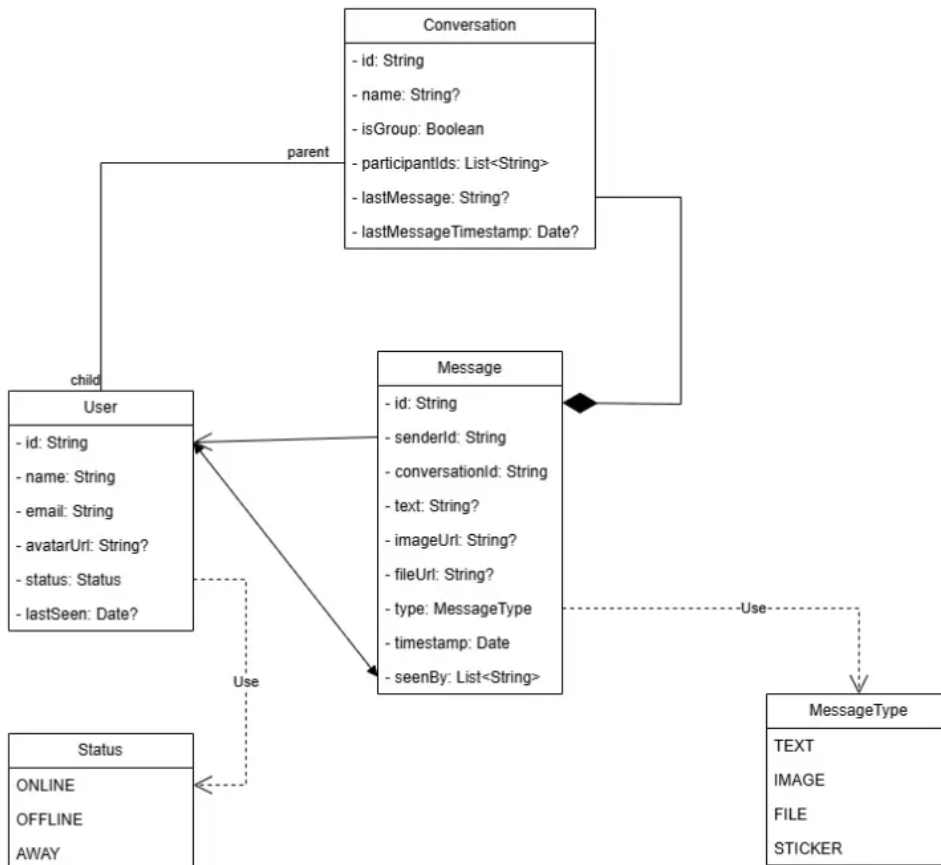 Conversation
- id: String
- name: String?
- isGroup: Boolean
- participantIds: List<String>
- lastMessage: String?
- lastMessageTimestamp: Date?
parent
child
User
- id: String
- name: String
- email: String
- avatarUrl: String?
- status: Status
- lastSeen: Date?
Message
- id: String
- senderId: String
- conversationId: String
- text: String?
- imageUrl: String?
- fileUrl: String?
- type: MessageType
- timestamp: Date
- seenBy: List<String>
Use
Use
Status
ONLINE
OFFLINE
AWAY
MessageType
TEXT
IMAGE
FILE
STICKER